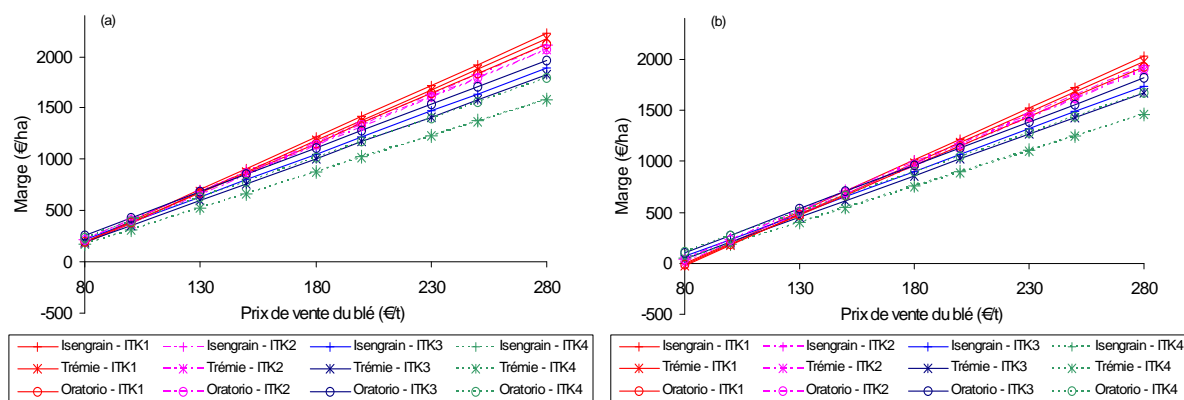 (a)
Marge (€/ha)
2000
1500
1000
500
0
-500
80 130 180 230 280
Prix de vente du blé (€/t)
Isengrain - ITK1 Isengrain - ITK2 Isengrain - ITK3 Isengrain - ITK4
Trémie - ITK1 Trémie - ITK2 Trémie - ITK3 Trémie - ITK4
Oratorio - ITK1 Oratorio - ITK2 Oratorio - ITK3 Oratorio - ITK4
(b)
Marge (€/ha)
2000
1500
1000
500
0
-500
80 130 180 230 280
Prix de vente du blé (€/t)
Isengrain - ITK1 Isengrain - ITK2 Isengrain - ITK3 Isengrain - ITK4
Trémie - ITK1 Trémie - ITK2 Trémie - ITK3 Trémie - ITK4
Oratorio - ITK1 Oratorio - ITK2 Oratorio - ITK3 Oratorio - ITK4